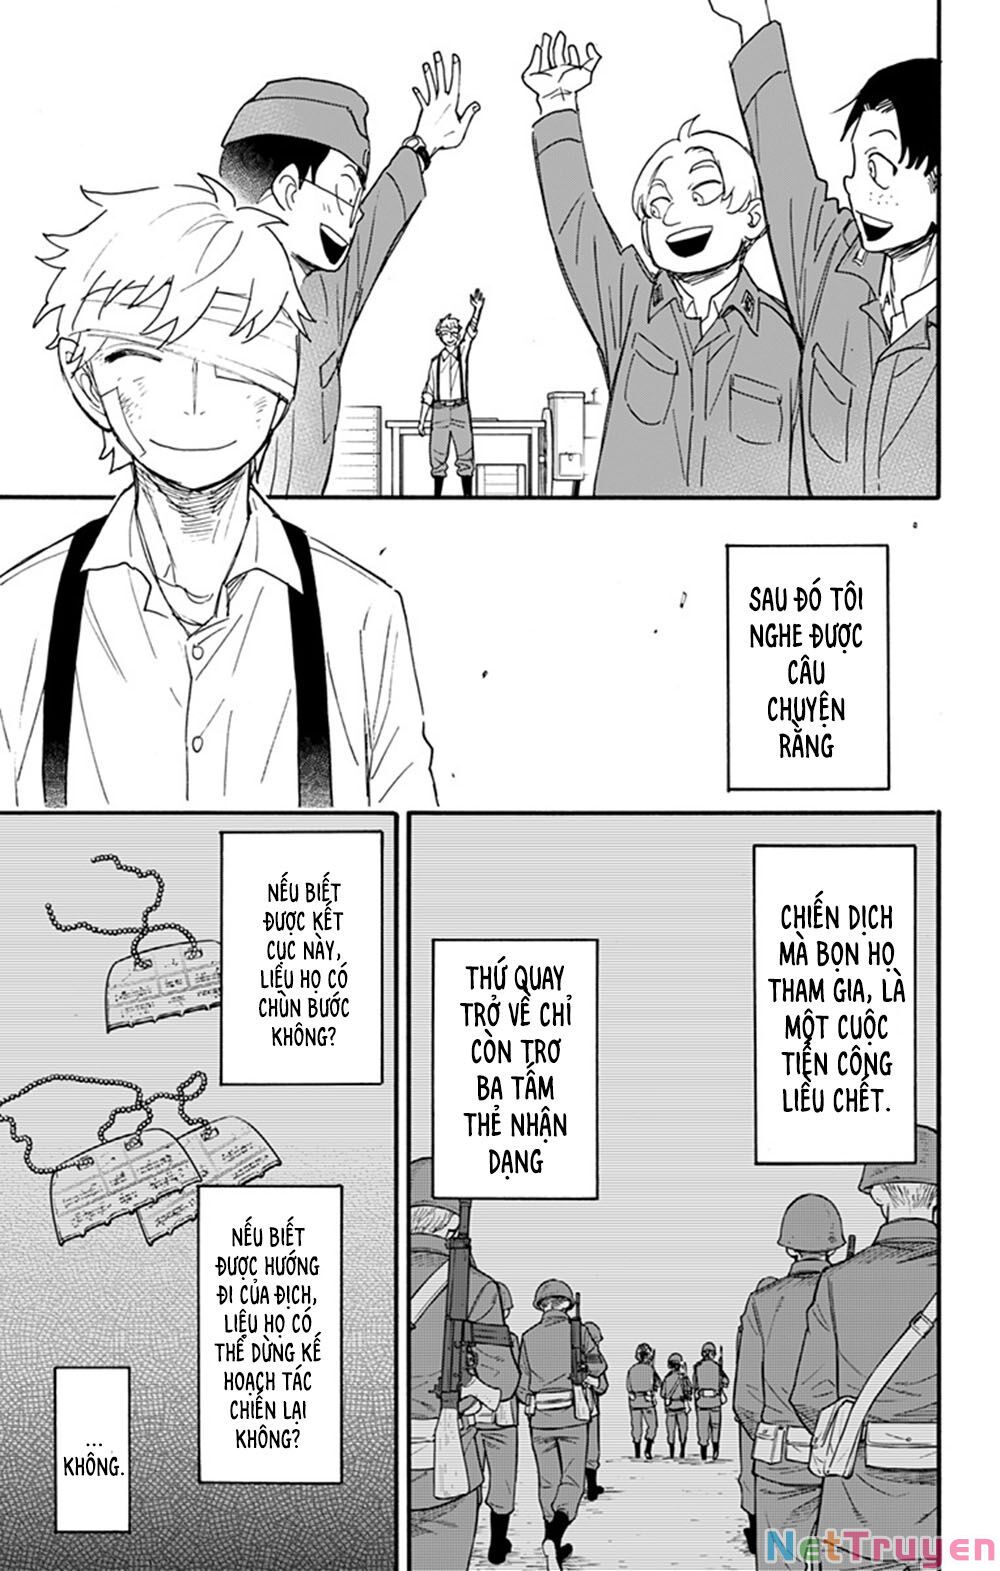 SAU ĐÓ TÔI
NGHE ĐƯỢC
CÂU
CHUYỆN
RẰNG
CHIẾN DỊCH
MÀ BỌN HỌ
THAM GIA, LÀ
MỘT CUỘC
TIẾN CÔNG
LIỀU CHẾT.
THỨ QUAY
TRỞ VỀ CHỈ
CÒN TRƠ
BA TẤM
THẺ NHẬN
DẠNG
NẾU BIẾT
ĐƯỢC KẾT
CỤC NÀY,
LIỆU HỌ CÓ
CHÙN BƯỚC
KHÔNG?
NẾU BIẾT
ĐƯỢC HƯỚNG
ĐI CỦA ĐỊCH,
LIỆU HỌ CÓ
THỂ DỪNG KẾ
HOẠCH TÁC
CHIẾN LẠI
KHÔNG?
...
KHÔNG.
NetTruyen